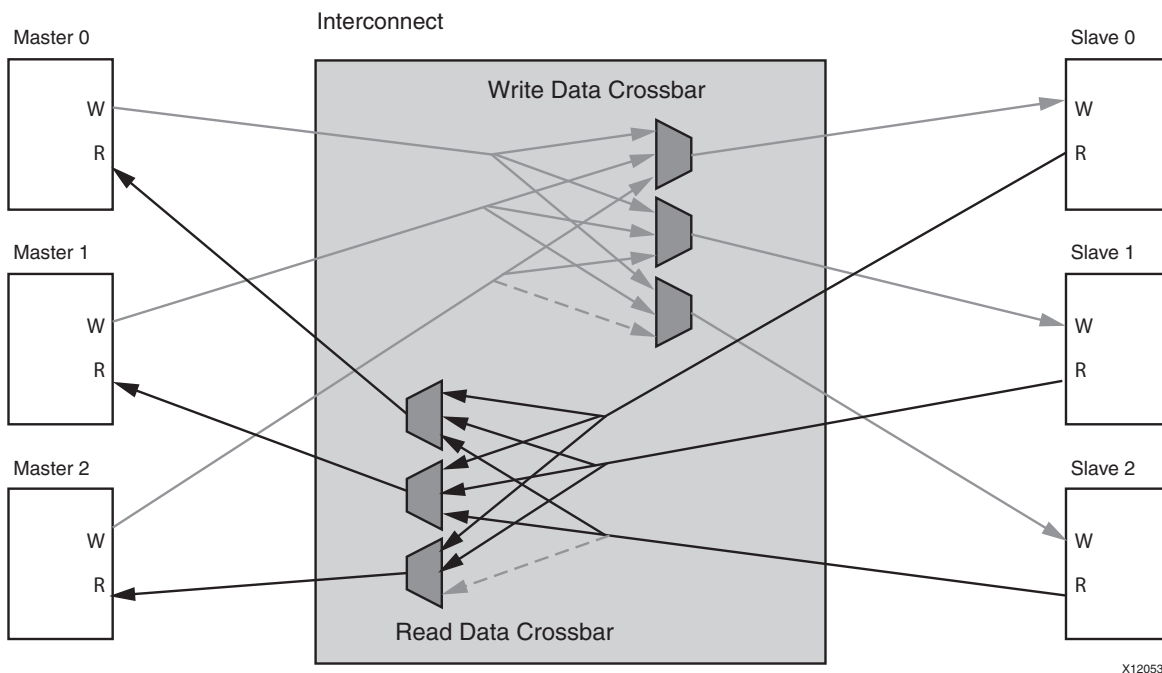 Interconnect
Master 0
Slave 0
Write Data Crossbar
W
W
R
R
Master 1
Slave 1
W
W
R
R
Master 2
Slave 2
W
W
R
R
Read Data Crossbar
X12053